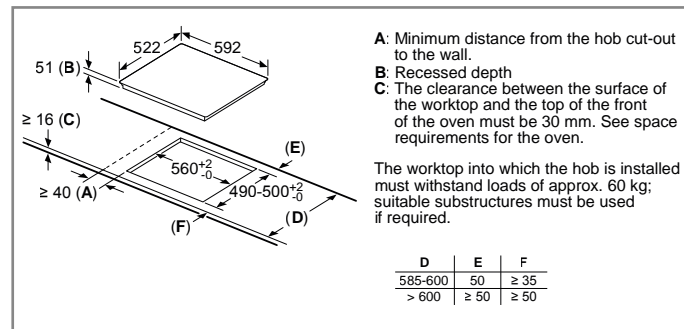 522
592
51 (B)
≥ 16 (C)
(E)
560+2-0
490-500+2-0
≥ 40 (A)
(D)
(F)
A: Minimum distance from the hob cut-out
to the wall.
B: Recessed depth
C: The clearance between the surface of
the worktop and the top of the front
of the oven must be 30 mm. See space
requirements for the oven.
The worktop into which the hob is installed
must withstand loads of approx. 60 kg;
suitable substructures must be used
if required.
D E F
585-600 50 ≥ 35
> 600 ≥ 50 ≥ 50